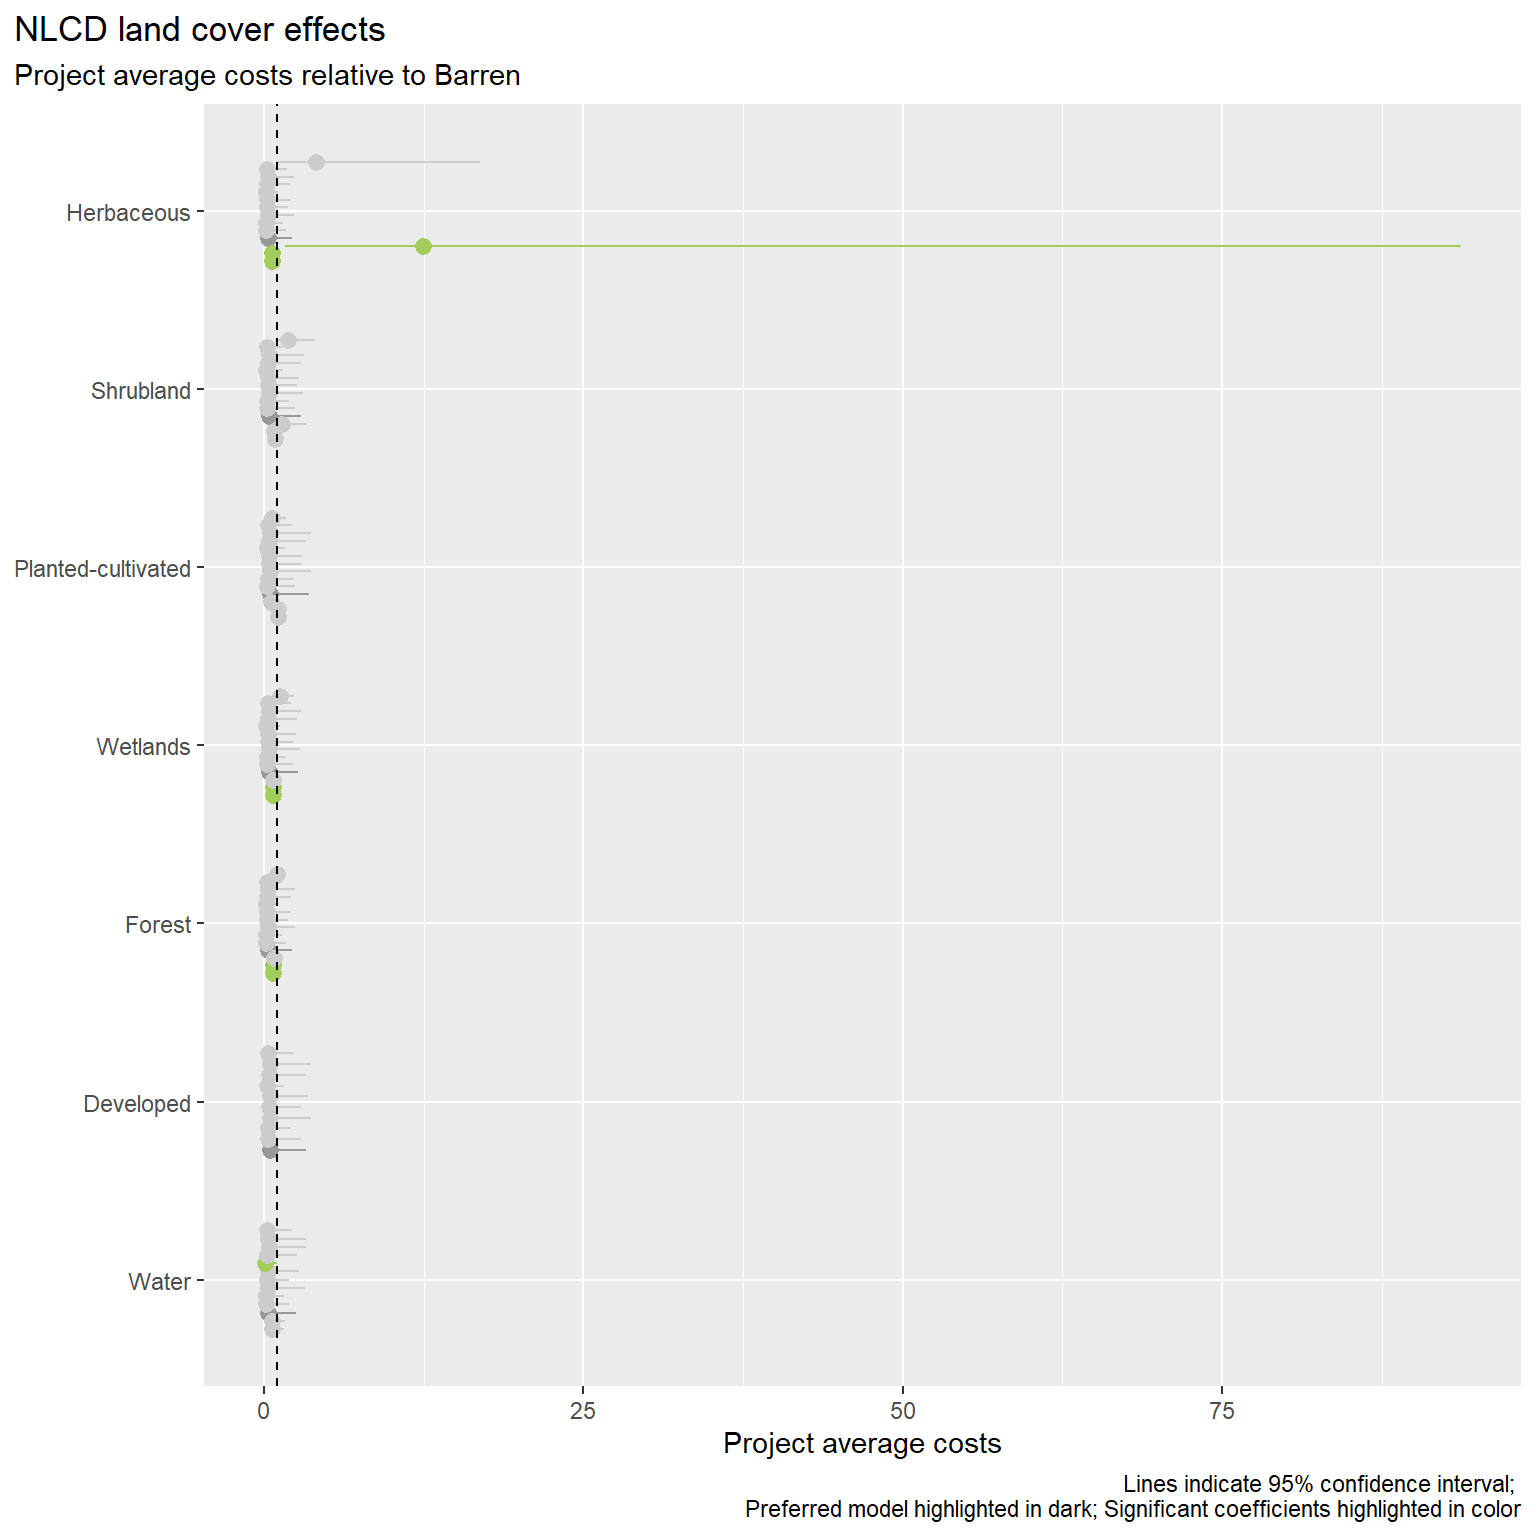 NLCD land cover effects
Project average costs relative to Barren
Herbaceous
Shrubland
Planted-cultivated
Wetlands
Forest
Developed
Water
0 25 50 75
Project average costs
Lines indicate 95% confidence interval;
Preferred model highlighted in dark; Significant coefficients highlighted in color